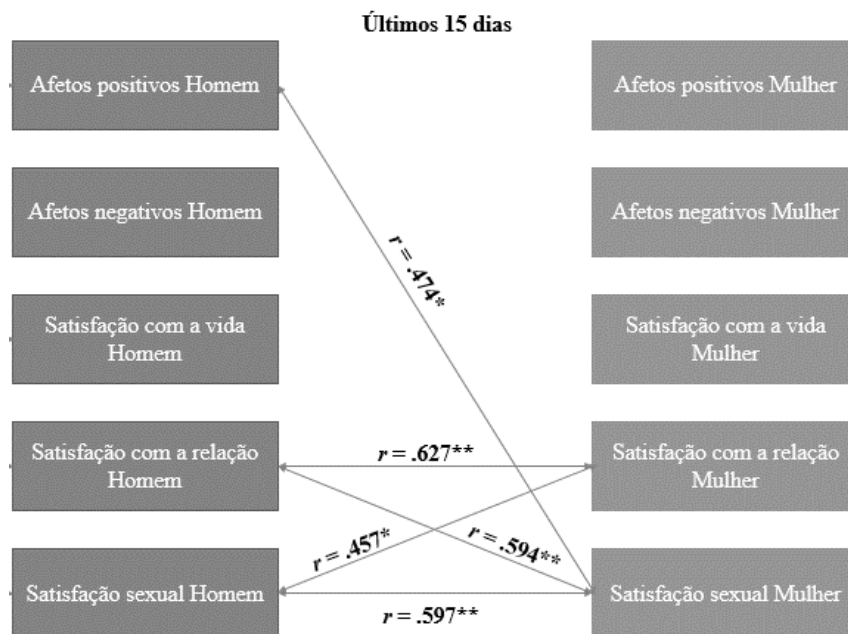 Últimos 15 dias
Afetos positivos Homem
Afetos positivos Mulher
Afetos negativos Homem
Afetos negativos Mulher
r = .474*
Satisfação com a vida
Homem
Satisfação com a vida
Mulher
Satisfação com a relação
Homem
r = .627**
Satisfação com a relação
Mulher
r = .457*
r = .594**
Satisfação sexual Homem
r = .597**
Satisfação sexual Mulher